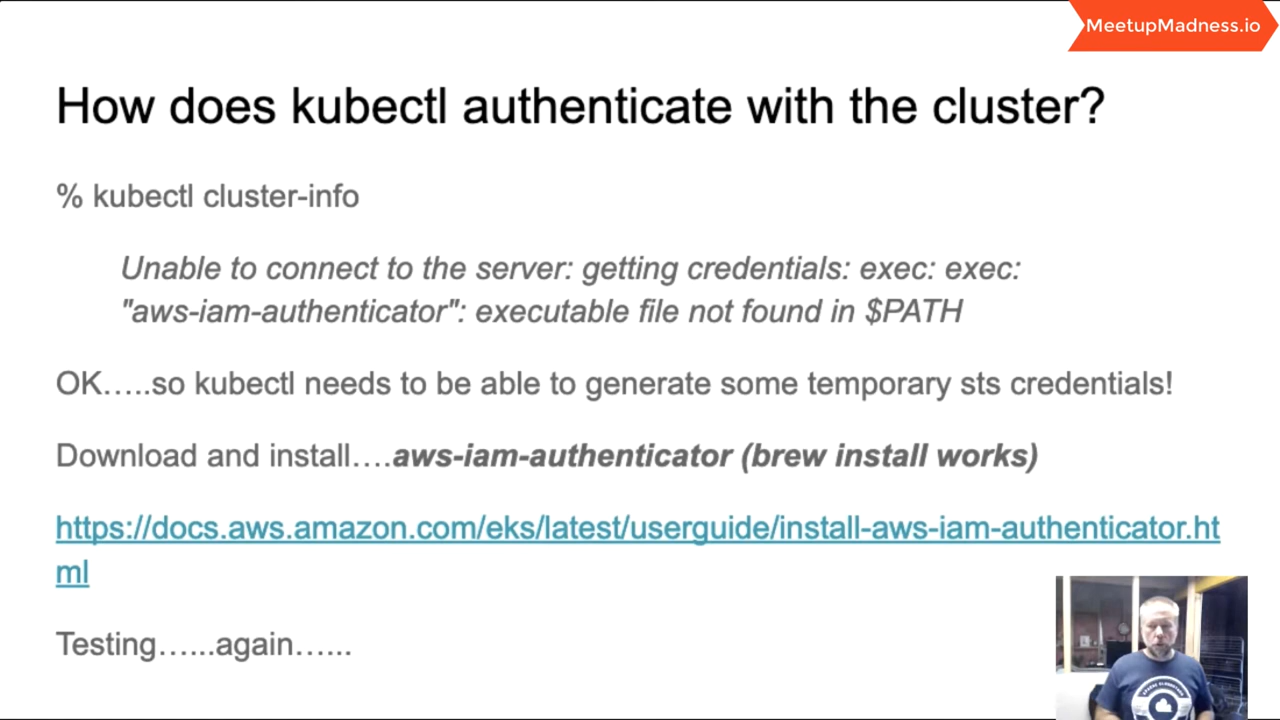 MeetupMadness.io
How does kubectl authenticate with the cluster?
% kubectl cluster-info
Unable to connect to the server: getting credentials: exec: exec:
"aws-iam-authenticator": executable file not found in $PATH
OK…..so kubectl needs to be able to generate some temporary sts credentials!
Download and install….aws-iam-authenticator (brew install works)
https://docs.aws.amazon.com/eks/latest/userguide/install-aws-iam-authenticator.ht
ml
Testing…...again…...